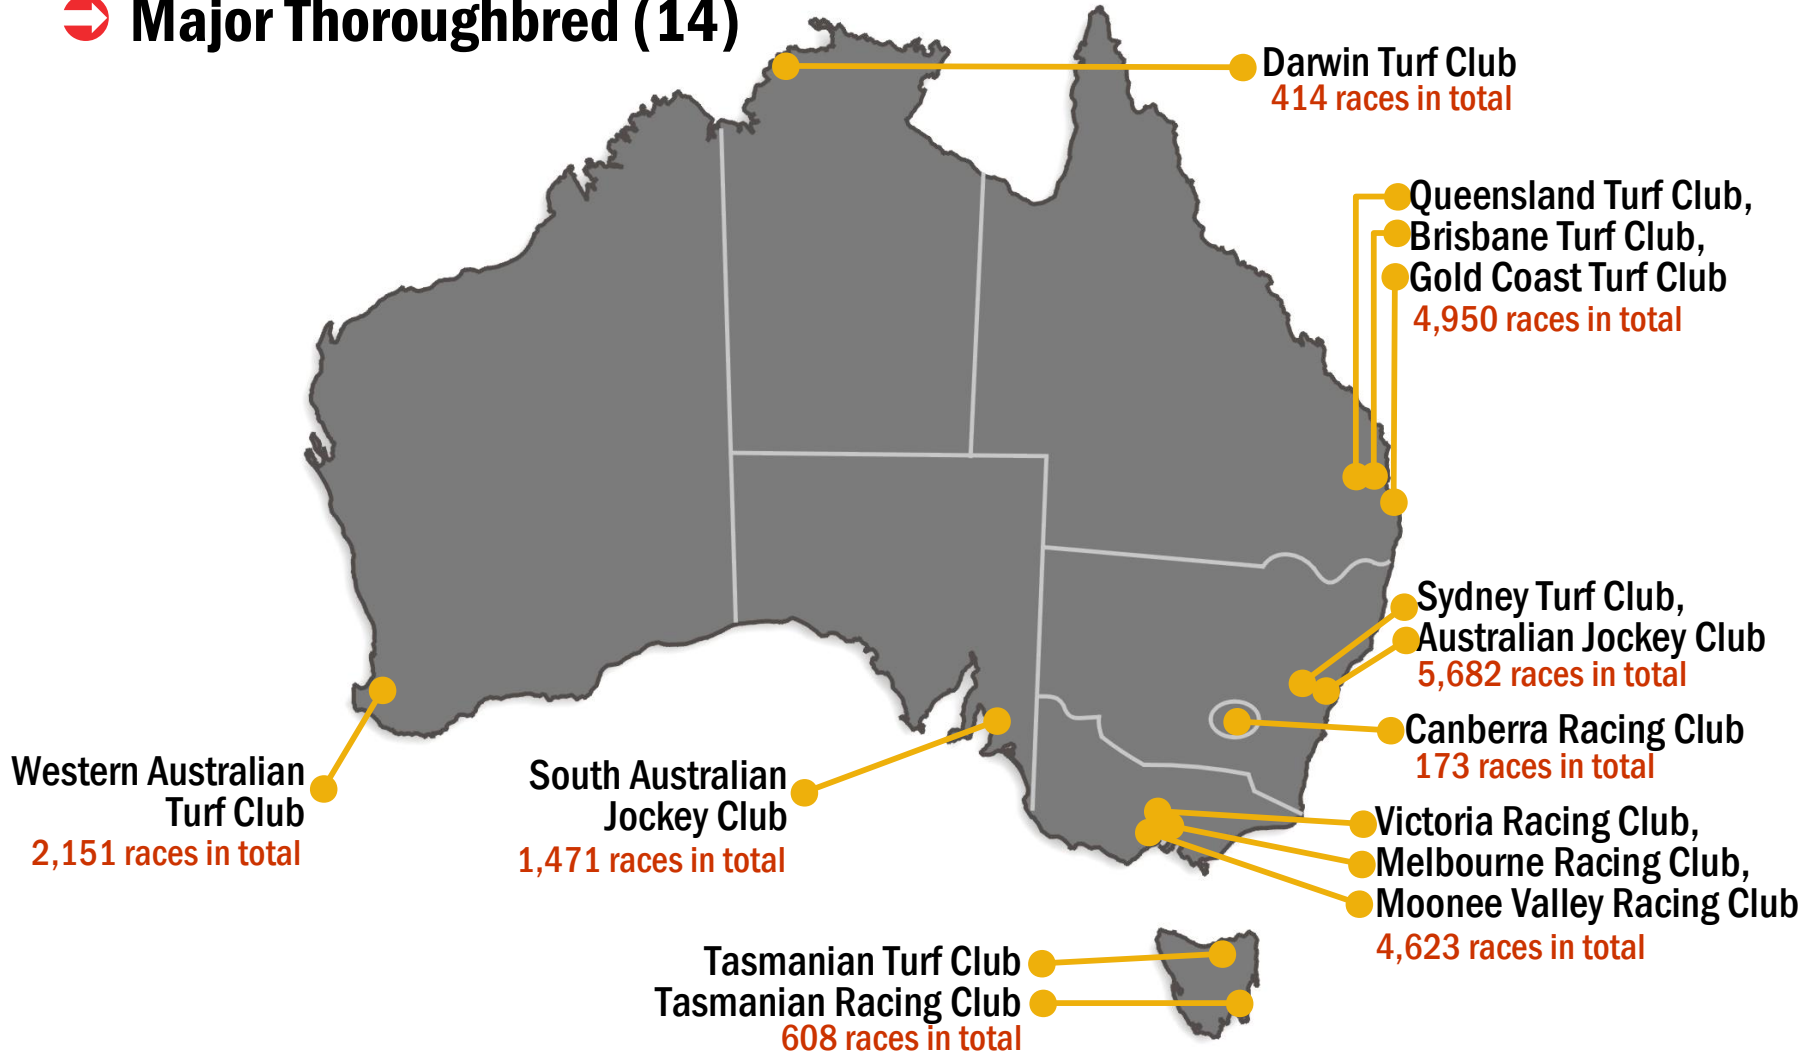 Major Thoroughbred (14)
Darwin Turf Club
414 races in total
Queensland Turf Club,
Brisbane Turf Club,
Gold Coast Turf Club
4,950 races in total
Sydney Turf Club,
Australian Jockey Club
5,682 races in total
Canberra Racing Club
173 races in total
Western Australian
Turf Club
2,151 races in total
South Australian
Jockey Club
1,471 races in total
Victoria Racing Club,
Melbourne Racing Club,
Moonee Valley Racing Club
4,623 races in total
Tasmanian Turf Club
Tasmanian Racing Club
608 races in total